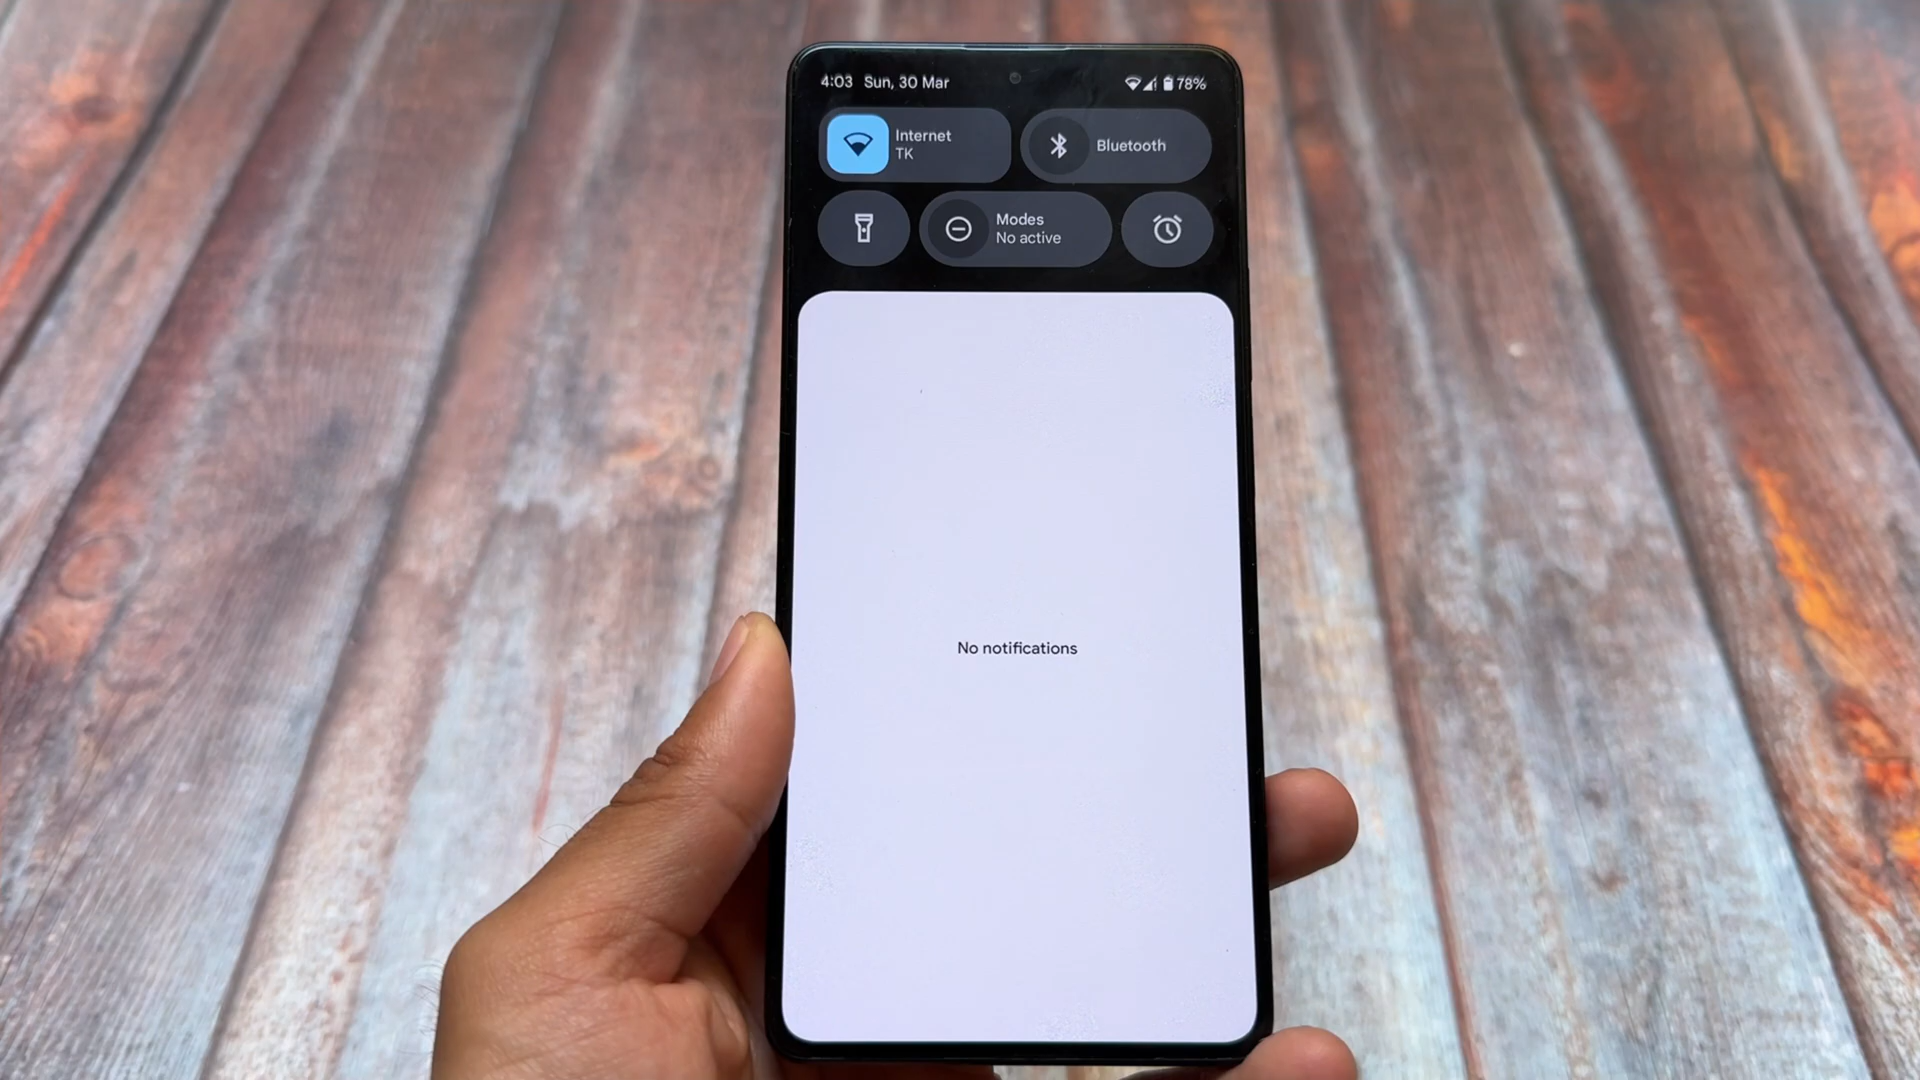 4:03 Sun, 30 Mar 78%
Internet
TK
Bluetooth
Modes
No active
No notifications